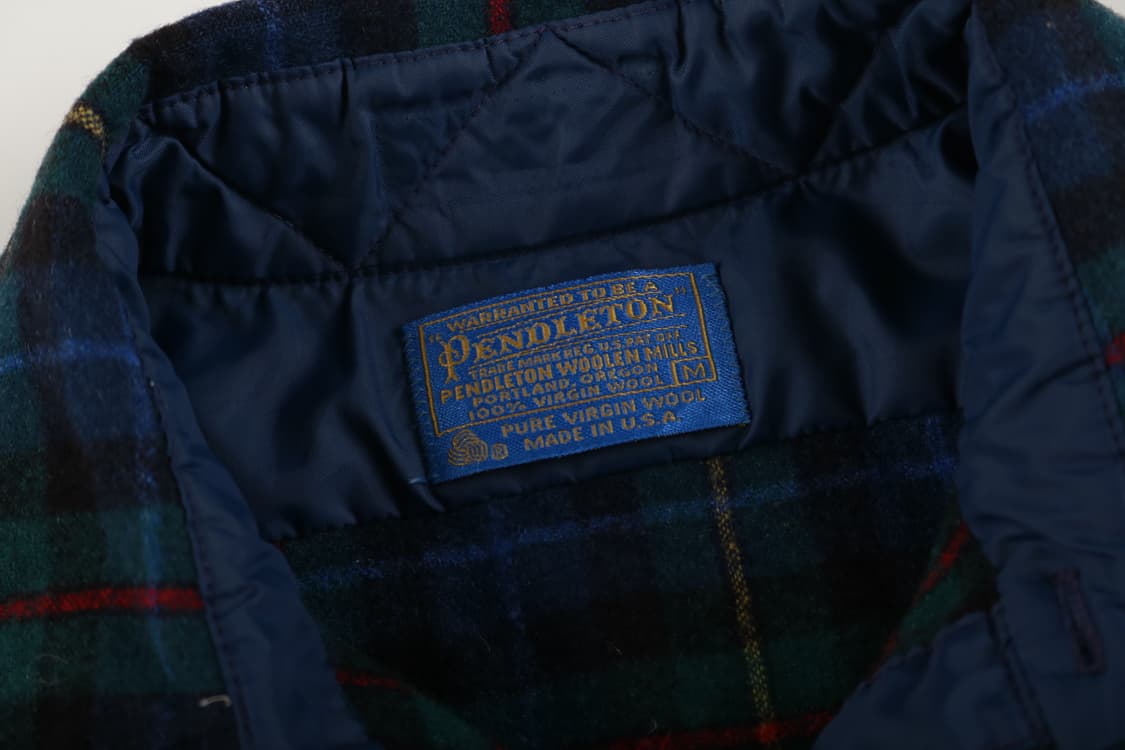 WARRANTED TO BE A
"PENDLETON"
TRADE MARK REG. U.S. PAT. OFF.
PENDLETON WOOLEN MILLS
PORTLAND, OREGON
100% VIRGIN WOOL
M
PURE VIRGIN WOOL
® MADE IN U.S.A.